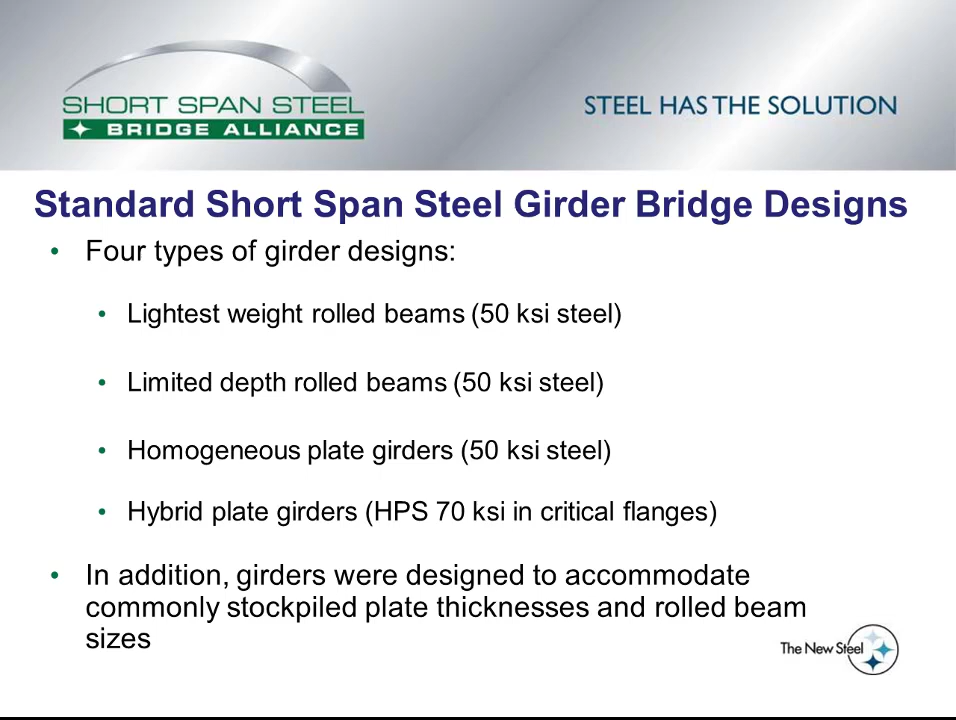 SHORT SPAN STEEL
BRIDGE ALLIANCE
STEEL HAS THE SOLUTION
Standard Short Span Steel Girder Bridge Designs
• Four types of girder designs:
• Lightest weight rolled beams (50 ksi steel)
• Limited depth rolled beams (50 ksi steel)
• Homogeneous plate girders (50 ksi steel)
• Hybrid plate girders (HPS 70 ksi in critical flanges)
• In addition, girders were designed to accommodate
commonly stockpiled plate thicknesses and rolled beam
sizes
The New Steel